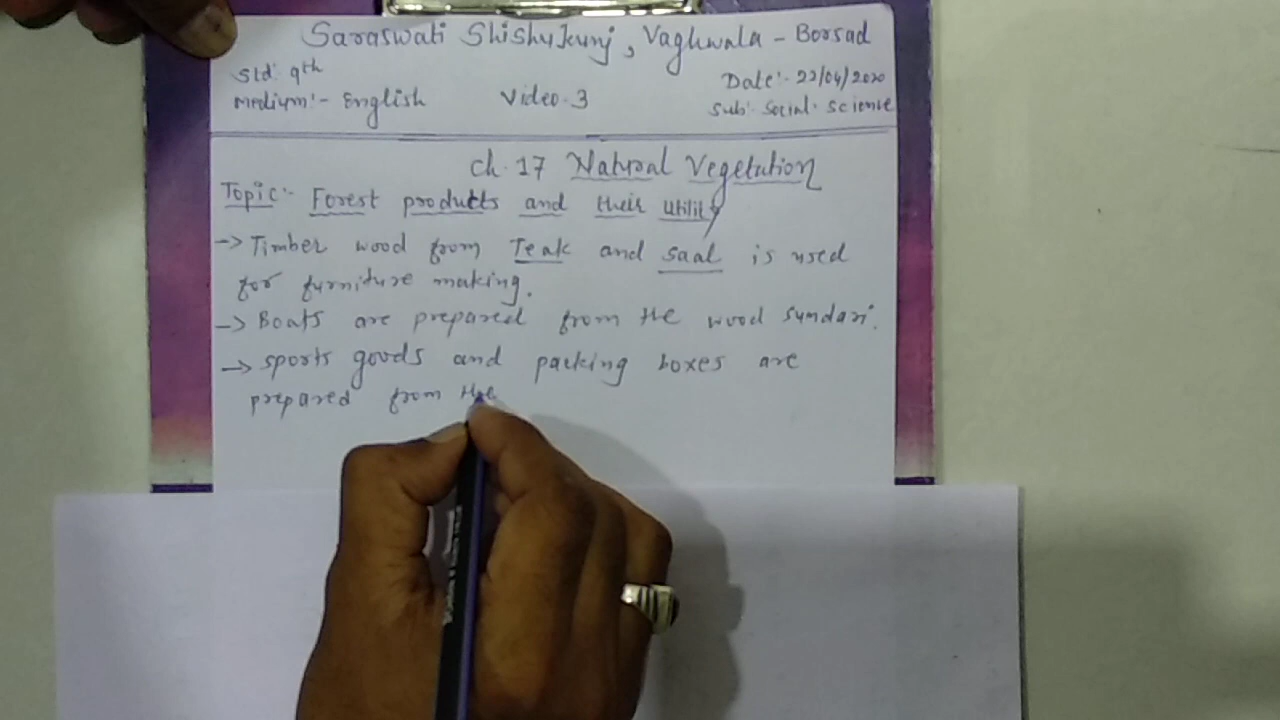 Saraswati Shishukunj, Vaghwala - Borsad
Std: 9th
Date:- 22/04/2020
Medium:- English
Video-3
Sub:- Social Science
Ch. 17 Natural Vegetation
Topic:- Forest products and their utility
-> Timber wood from Teak and Saal is used
for furniture making.
-> Boats are prepared from the wood sundari.
-> sports goods and packing boxes are
prepared from the